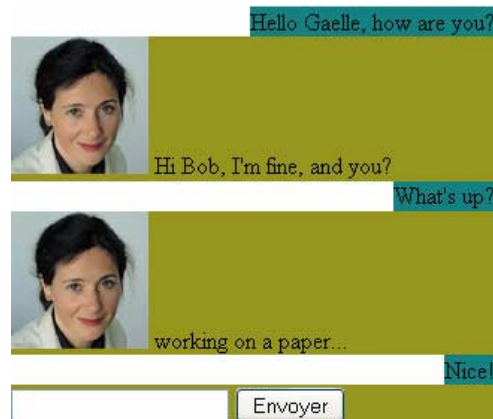 Hello Gaelle, how are you?
Hi Bob, I'm fine, and you?
What's up?
working on a paper...
Nice!
Envoyer